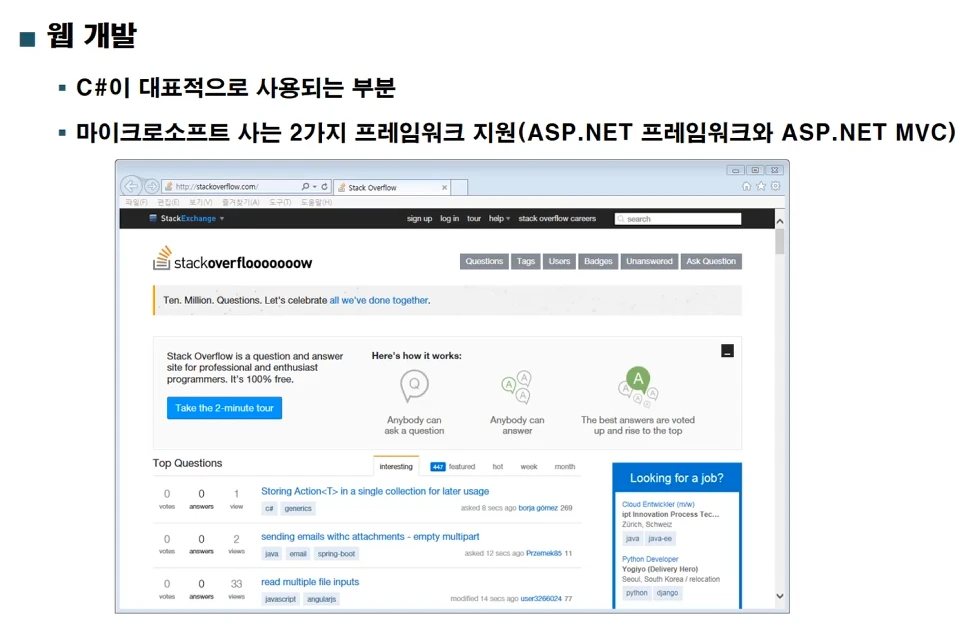 웹 개발
C#이 대표적으로 사용되는 부분
마이크로소프트 사는 2가지 프레임워크 지원(ASP.NET 프레임워크와 ASP.NET MVC)
http://stackoverflow.com/
Stack Overflow
파일(F) 편집(E) 보기(V) 즐겨찾기(A) 도구(T) 도움말(H)
StackExchange sign up log in tour help stack overflow careers search
stackoverflooooooow Questions Tags Users Badges Unanswered Ask Question
Ten. Million. Questions. Let's celebrate all we've done together.
Stack Overflow is a question and answer
site for professional and enthusiast
programmers. It's 100% free.
Take the 2-minute tour
Here's how it works:
Q
Anybody can
ask a question
A A A
Anybody can
answer
A A A A A
The best answers are voted
up and rise to the top
Top Questions interesting 447 featured hot week month
0 0 1 Storing Action<T> in a single collection for later usage
votes answers view c# generics asked 8 secs ago borja gómez 269
0 0 2 sending emails withc attachments - empty multipart
votes answers views java email spring-boot asked 12 secs ago Przemek85 11
0 0 33 read multiple file inputs
votes answers views javascript angularjs modified 14 secs ago user3266024 77
Looking for a job?
Cloud Entwickler (m/w)
ipt Innovation Process Tec...
Zürich, Schweiz
java java-ee
Python Developer
Yogiyo (Delivery Hero)
Seoul, South Korea / relocation
python django